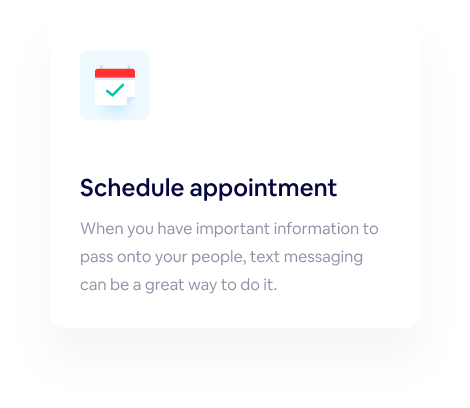 Schedule appointment
When you have important information to
pass onto your people, text messaging
can be a great way to do it.